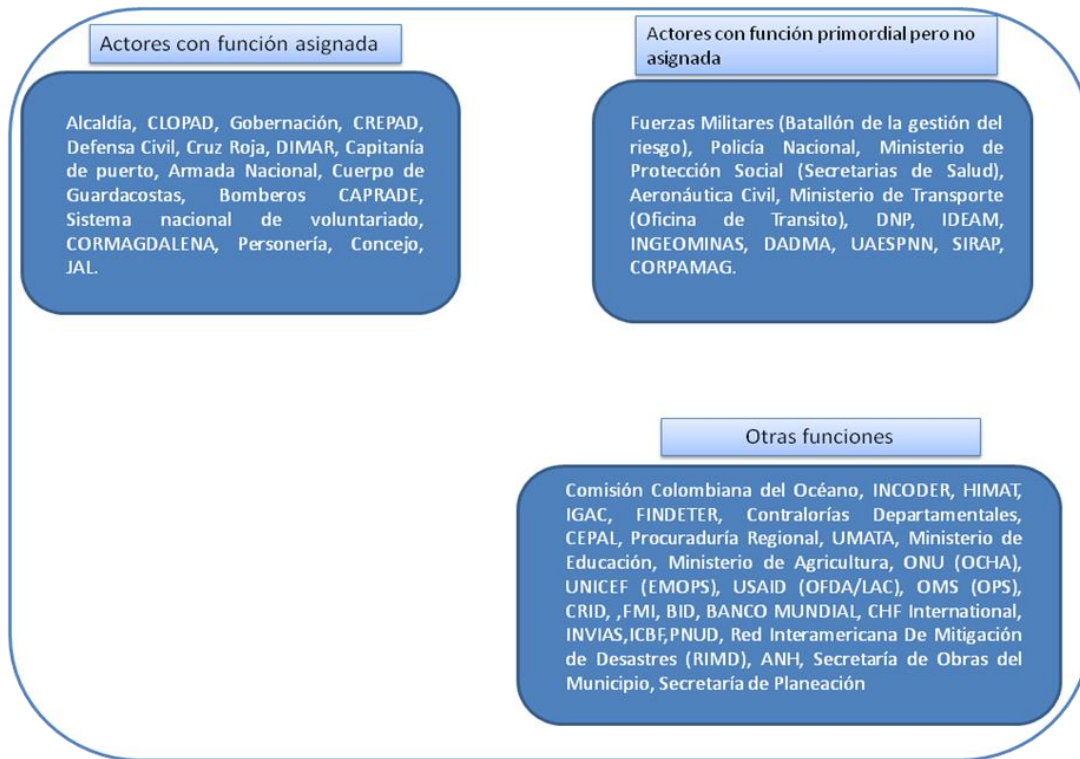 Actores con función asignada
Alcaldía, CLOPAD, Gobernación, CREPAD,
Defensa Civil, Cruz Roja, DIMAR, Capitanía
de puerto, Armada Nacional, Cuerpo de
Guardacostas, Bomberos CAPRADE,
Sistema nacional de voluntariado,
CORMAGDALENA, Personería, Concejo,
JAL.
Actores con función primordial pero no
asignada
Fuerzas Militares (Batallón de la gestión del
riesgo), Policía Nacional, Ministerio de
Protección Social (Secretarias de Salud),
Aeronáutica Civil, Ministerio de Transporte
(Oficina de Transito), DNP, IDEAM,
INGEOMINAS, DADMA, UAESPNN, SIRAP,
CORPAMAG.
Otras funciones
Comisión Colombiana del Océano, INCODER, HIMAT,
IGAC, FINDETER, Contralorías Departamentales,
CEPAL, Procuraduría Regional, UMATA, Ministerio de
Educación, Ministerio de Agricultura, ONU (OCHA),
UNICEF (EMOPS), USAID (OFDA/LAC), OMS (OPS),
CRID, ,FMI, BID, BANCO MUNDIAL, CHF International,
INVIAS,ICBF,PNUD, Red Interamericana De Mitigación
de Desastres (RIMD), ANH, Secretaría de Obras del
Municipio, Secretaría de Planeación